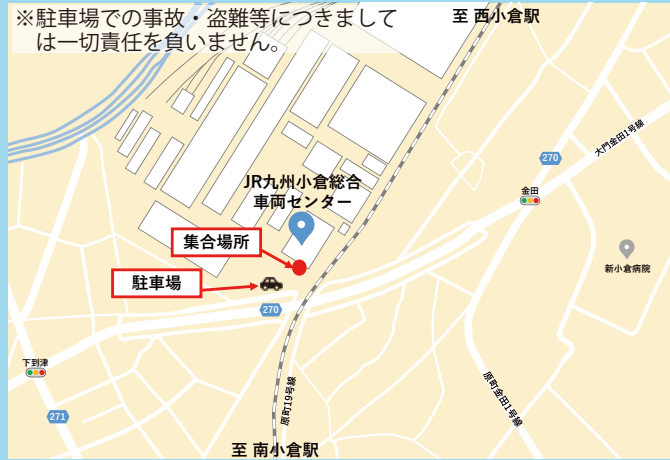 ※駐車場での事故・盗難等につきまして
は一切責任を負いません。
至 西小倉駅
大門金田1号線
270
金田
JR九州小倉総合
車両センター
集合場所
新小倉病院
駐車場
270
下到津
271
原町19号線
原町金田1号線
至 南小倉駅